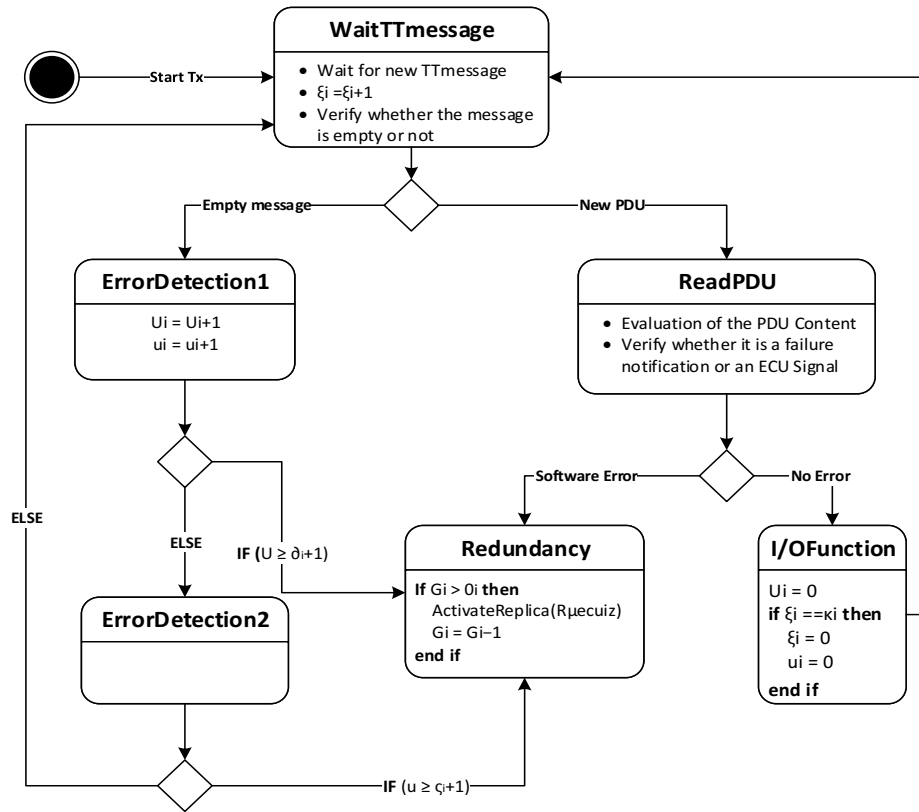 WaitTTmessage
• Wait for new TTmessage
• ξi =ξi+1
• Verify whether the message
is empty or not
Start Tx
Empty message
New PDU
ErrorDetection1
Ui = Ui+1
ui = ui+1
ReadPDU
• Evaluation of the PDU Content
• Verify whether it is a failure
notification or an ECU Signal
Software Error
No Error
ELSE
ELSE
IF (U ≥ ∂i+1)
Redundancy
If Gi > 0i then
ActivateReplica(Rμecuiz)
Gi = Gi−1
end if
I/OFunction
Ui = 0
if ξi ==κi then
ξi = 0
ui = 0
end if
ErrorDetection2
IF (u ≥ ςi+1)